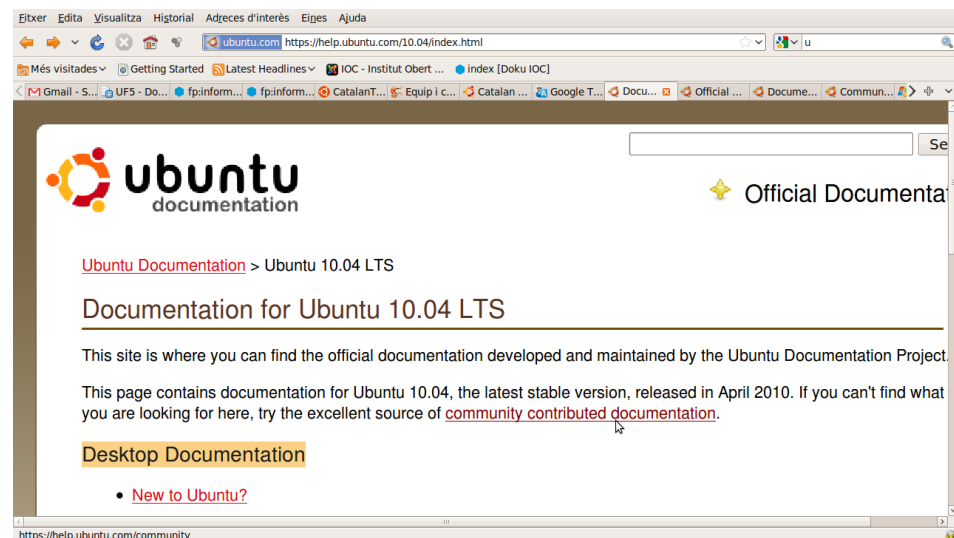 Fitxer Edita Visualitza Historial Adreces d'interès Eines Ajuda
ubuntu.com https://help.ubuntu.com/10.04/index.html u
Més visitades Getting Started Latest Headlines IOC - Institut Obert ... index [Doku IOC]
Gmail - S... UF5 - Do... fp:inform... fp:inform... CatalanT... Equip i c... Catalan ... Google T... Docu... Official ... Docume... Commun...
Se
ubuntu
documentation
Official Documentat
Ubuntu Documentation > Ubuntu 10.04 LTS
Documentation for Ubuntu 10.04 LTS
This site is where you can find the official documentation developed and maintained by the Ubuntu Documentation Project.
This page contains documentation for Ubuntu 10.04, the latest stable version, released in April 2010. If you can't find what
you are looking for here, try the excellent source of community contributed documentation.
Desktop Documentation
• New to Ubuntu?
https://help.ubuntu.com/community